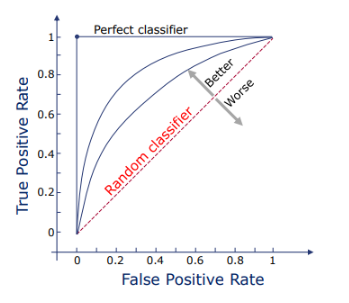 Perfect classifier
1
0.8
0.6
0.4
0.2
0
True Positive Rate
Better
Worse
Random classifier
0 0.2 0.4 0.6 0.8 1
False Positive Rate